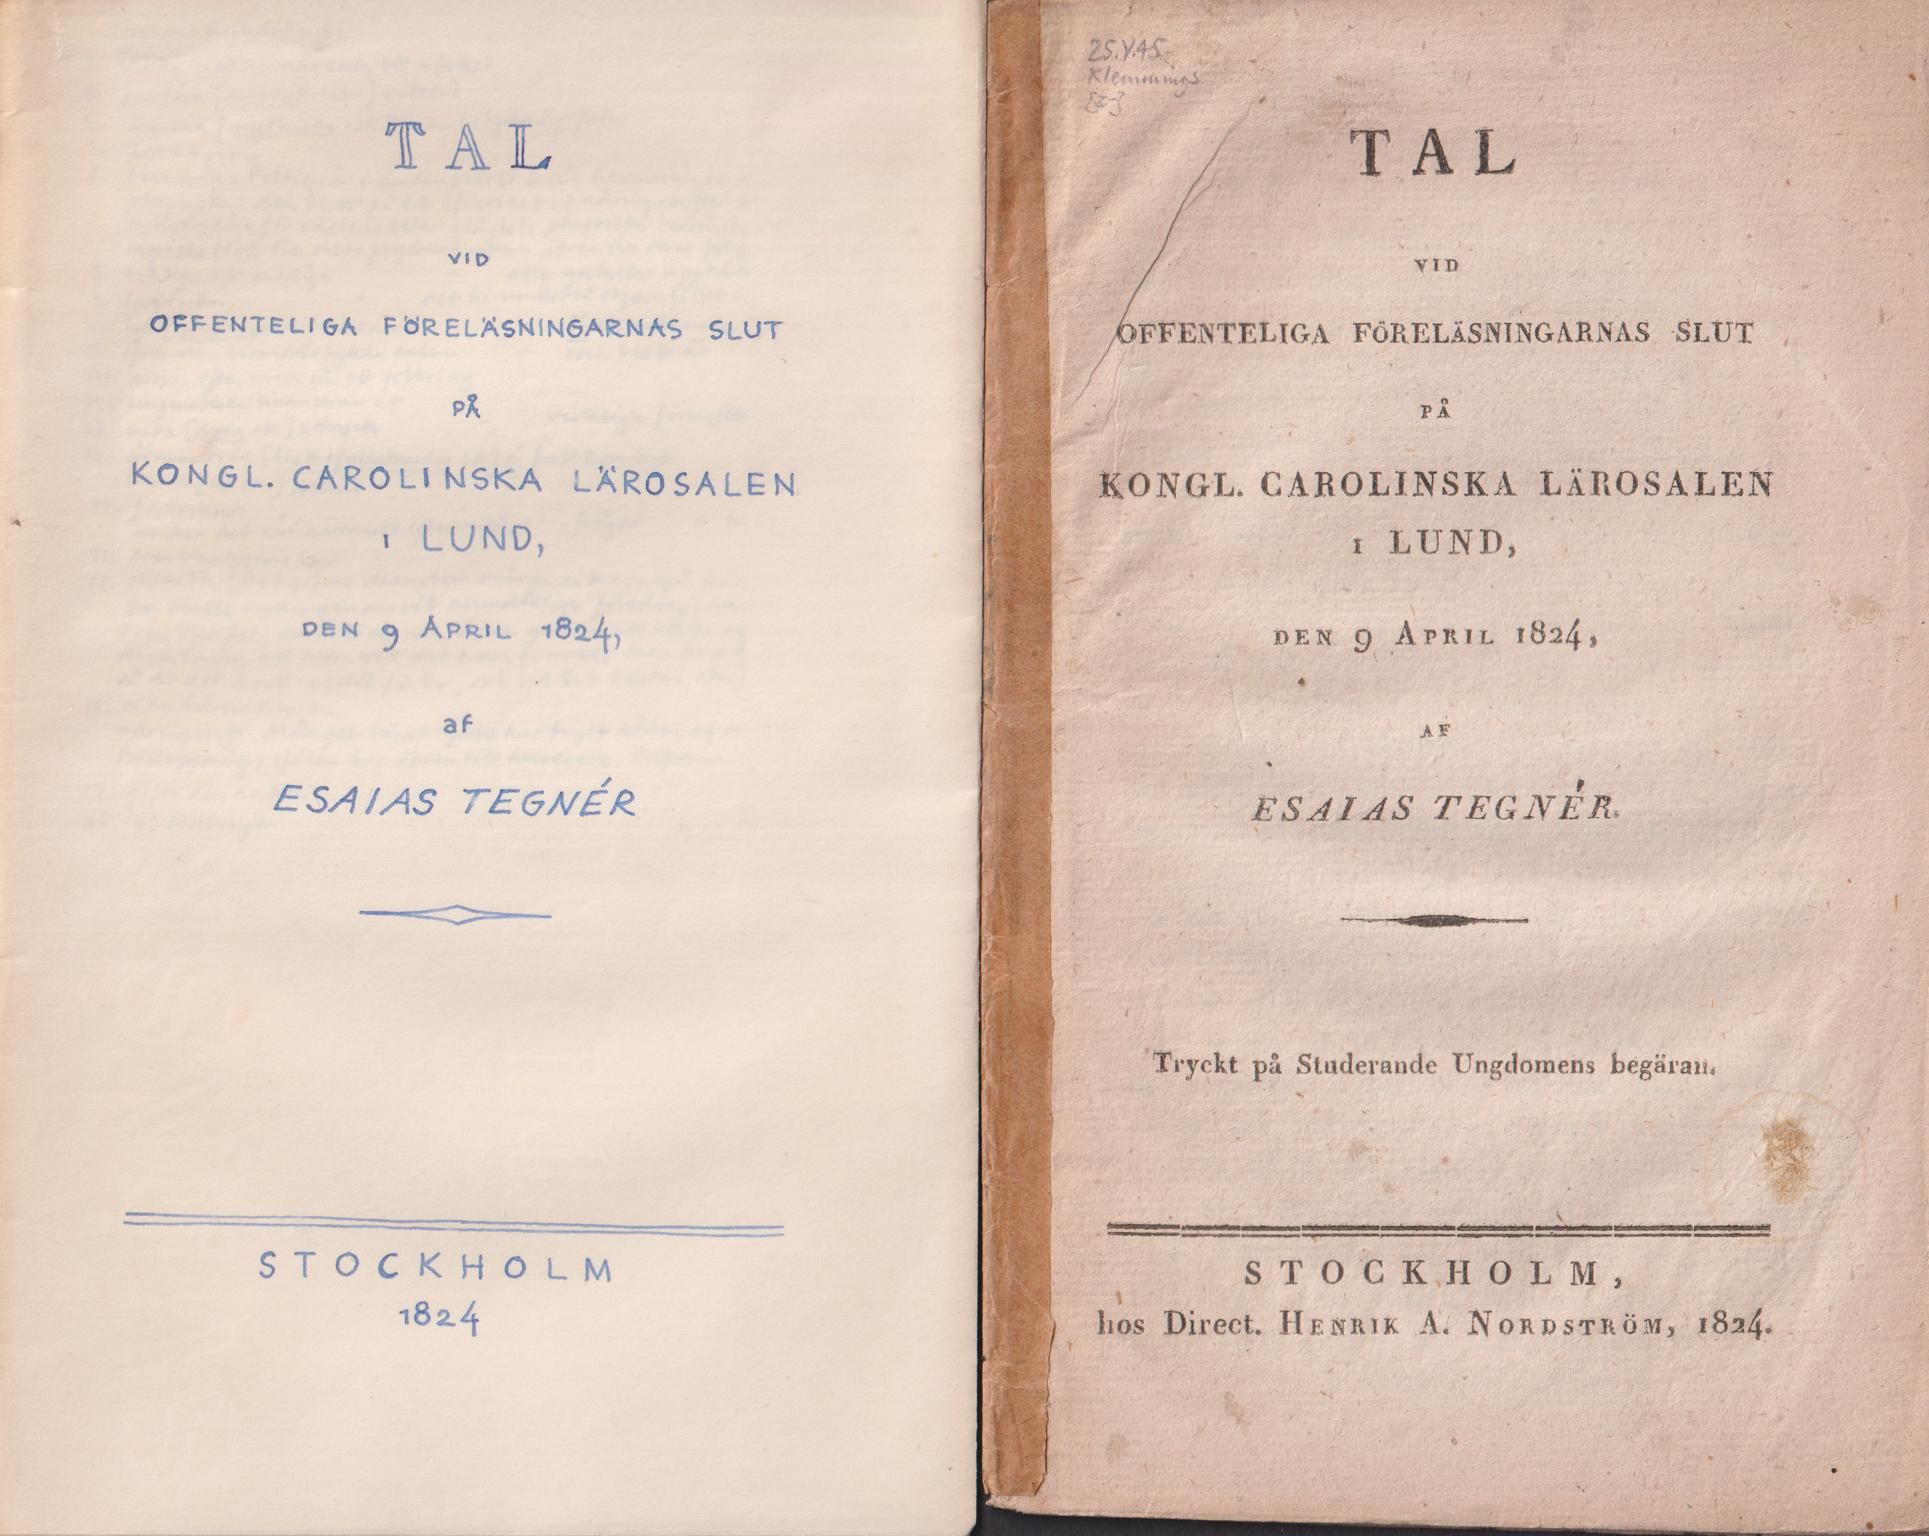 TAL
VID
OFFENTELIGA FÖRELÄSNINGARNAS SLUT
PÅ
KONGL. CAROLINSKA LÄROSALEN
I LUND,
DEN 9 APRIL 1824,
af
ESAIAS TEGNÉR
STOCKHOLM
1824
25.V.45
Klemmings
TAL
VID
OFFENTELIGA FÖRELÄSNINGARNAS SLUT
PÅ
KONGL. CAROLINSKA LÄROSALEN
I LUND,
DEN 9 APRIL 1824,
AF
ESAIAS TEGNÉR.
Tryckt på Studerande Ungdomens begäran.
STOCKHOLM,
hos Direct. HENRIK A. NORDSTRÖM, 1824.